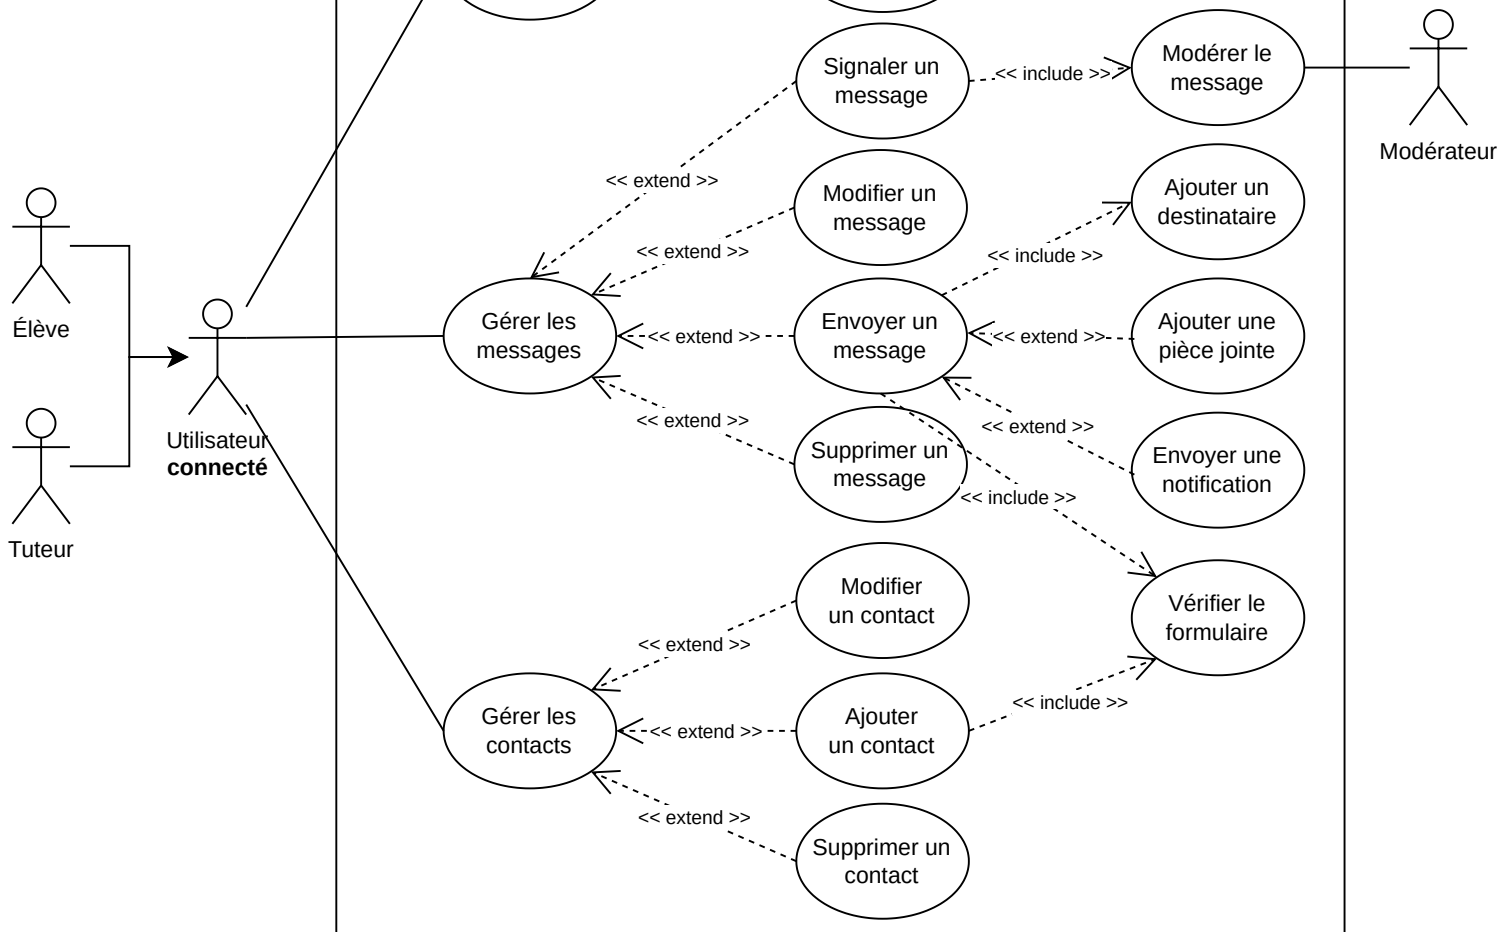 Signaler un
message
<< include >>
Modérer le
message
Modérateur
<< extend >>
Modifier un
message
Ajouter un
destinataire
<< extend >>
<< include >>
Élève
Gérer les
messages
<< extend >>
Envoyer un
message
<< extend >>
Ajouter une
pièce jointe
Utilisateur
connecté
<< extend >>
<< extend >>
Supprimer un
message
Envoyer une
notification
<< include >>
Tuteur
Modifier
un contact
Vérifier le
formulaire
<< extend >>
Gérer les
contacts
<< extend >>
Ajouter
un contact
<< include >>
<< extend >>
Supprimer un
contact